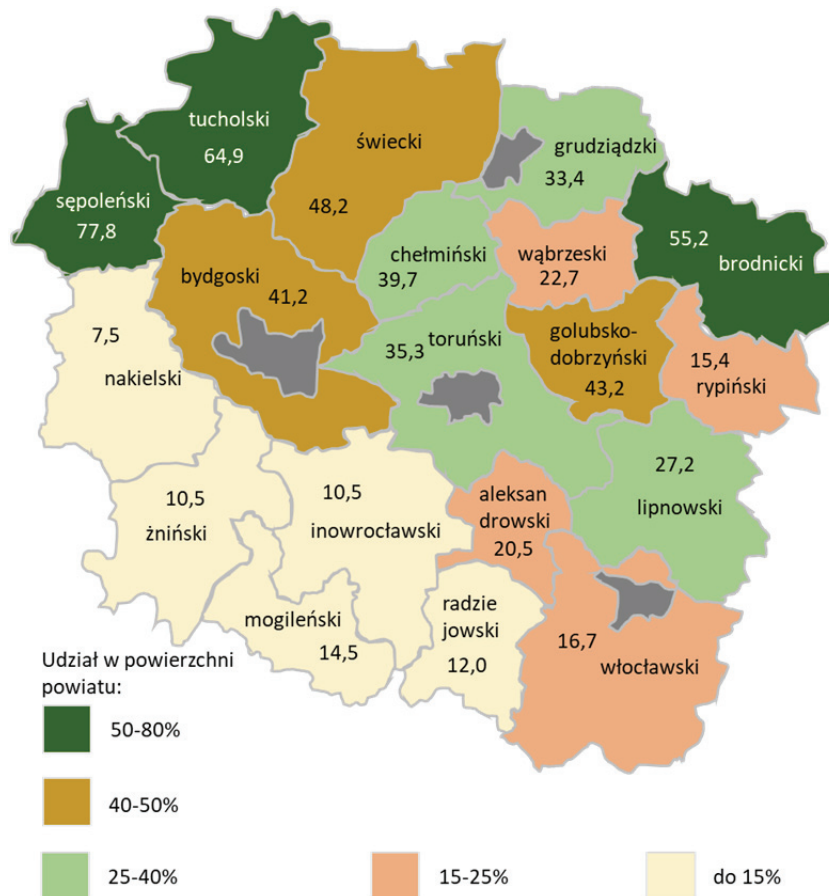 tucholski
64,9
świecki
48,2
grudziądzki
33,4
sępoleński
77,8
chełmiński
39,7
wąbrzeski
22,7
55,2
brodnicki
bydgoski
41,2
7,5
nakielski
35,3
toruński
golubsko-
dobrzyński
43,2
15,4
rypiński
10,5
żniński
10,5
inowrocławski
aleksan
drowski
20,5
27,2
lipnowski
mogileński
14,5
radzie
jowski
12,0
16,7
włocławski
Udział w powierzchni
powiatu:
50-80%
40-50%
25-40%
15-25%
do 15%